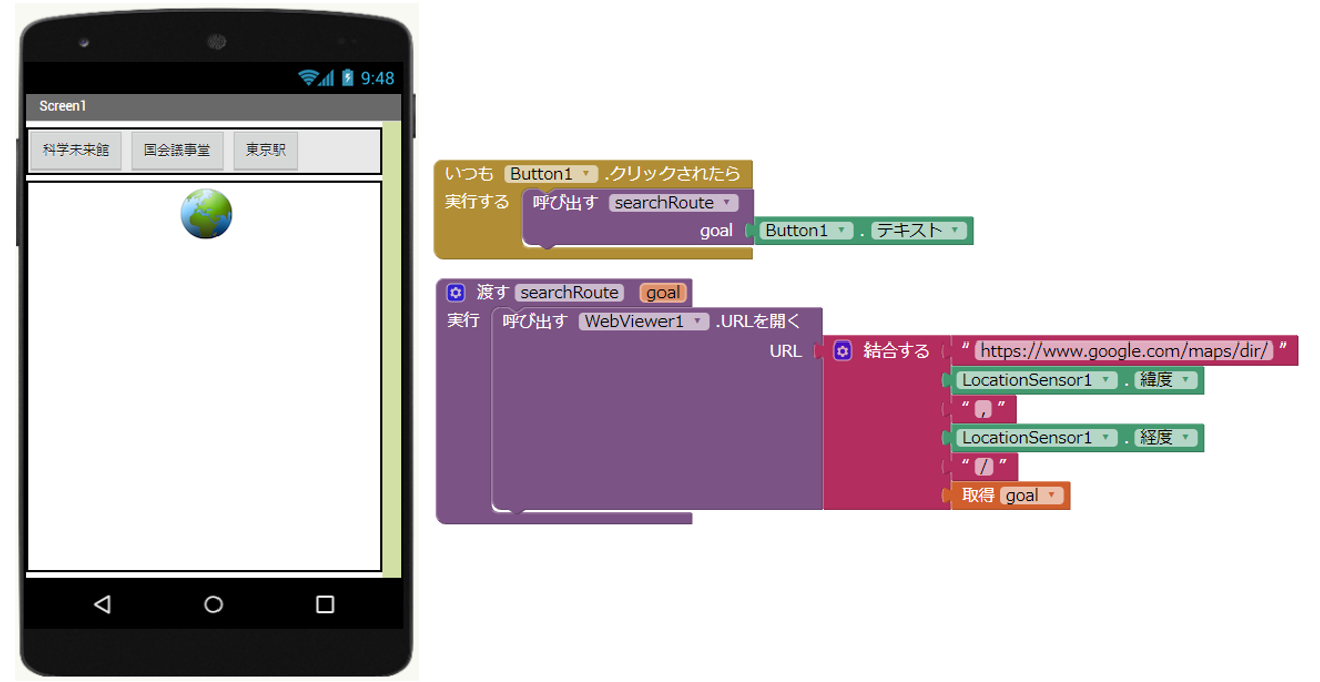 9:48
Screen1
科学未来館 国会議事堂 東京駅
いつも Button1 .クリックされたら
実行する 呼び出す searchRoute
goal Button1 . テキスト
渡す searchRoute goal
実行 呼び出す WebViewer1 .URLを開く
URL 結合する “ https://www.google.com/maps/dir/ ”
LocationSensor1 . 緯度
“ , ”
LocationSensor1 . 経度
“ / ”
取得 goal